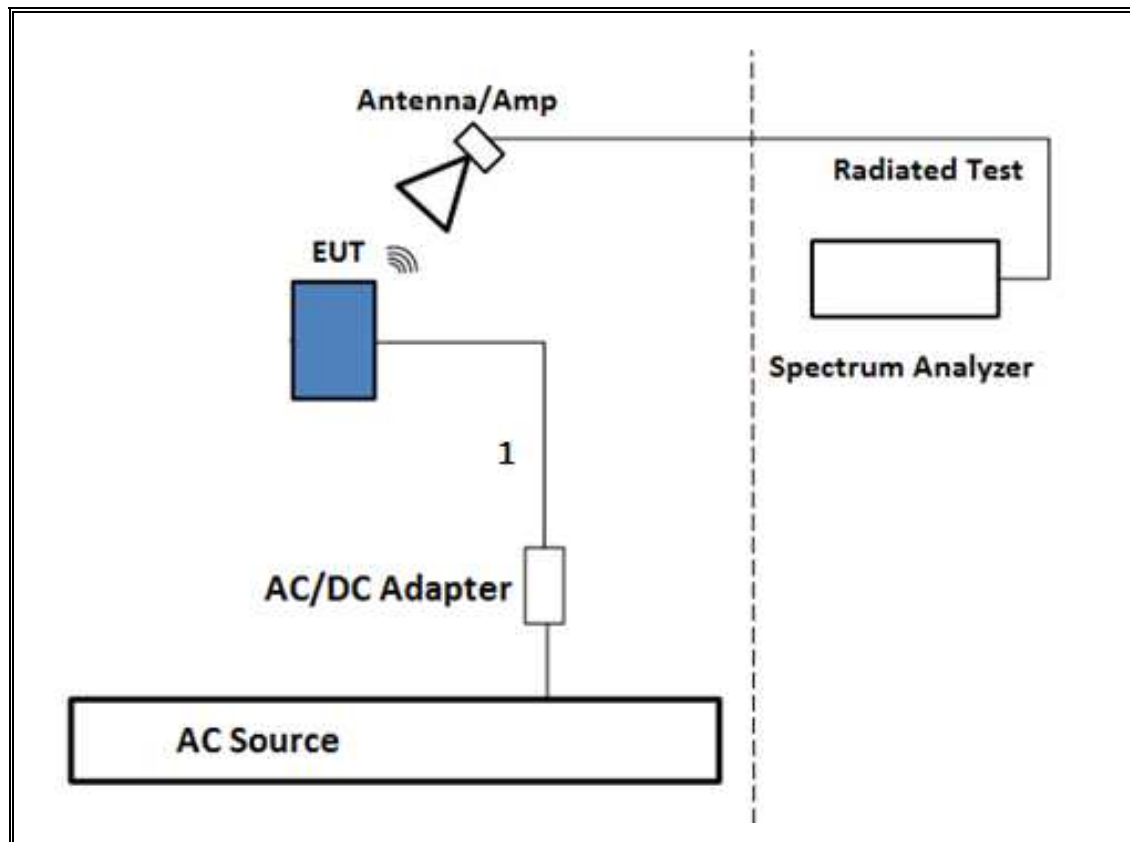 Antenna/Amp
Radiated Test
EUT
Spectrum Analyzer
1
AC/DC Adapter
AC Source